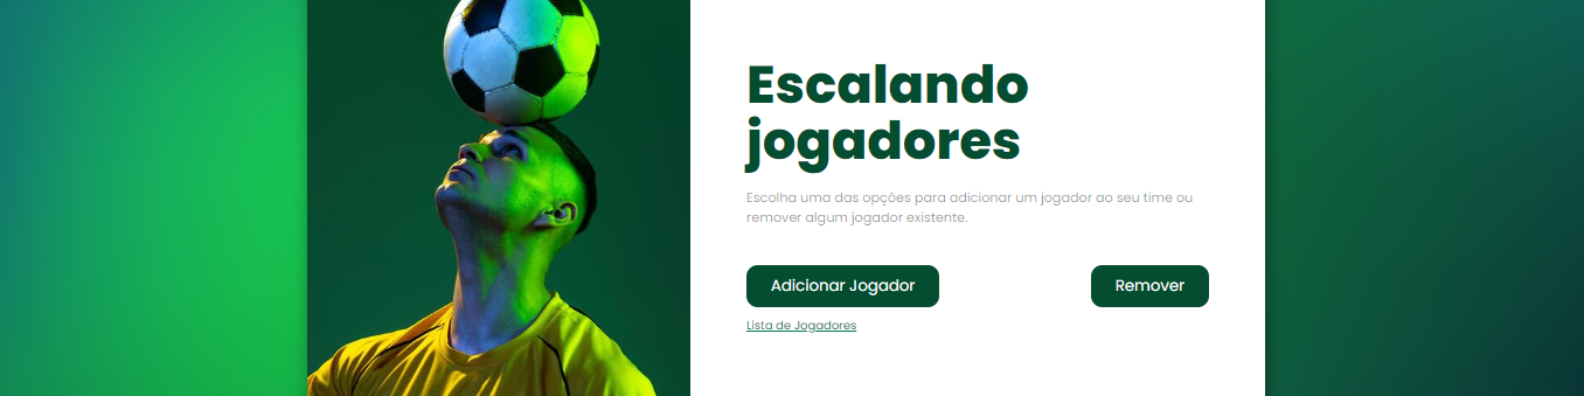 Escalando
jogadores
Escolha uma das opções para adicionar um jogador ao seu time ou
remover algum jogador existente.
Adicionar Jogador
Remover
Lista de Jogadores